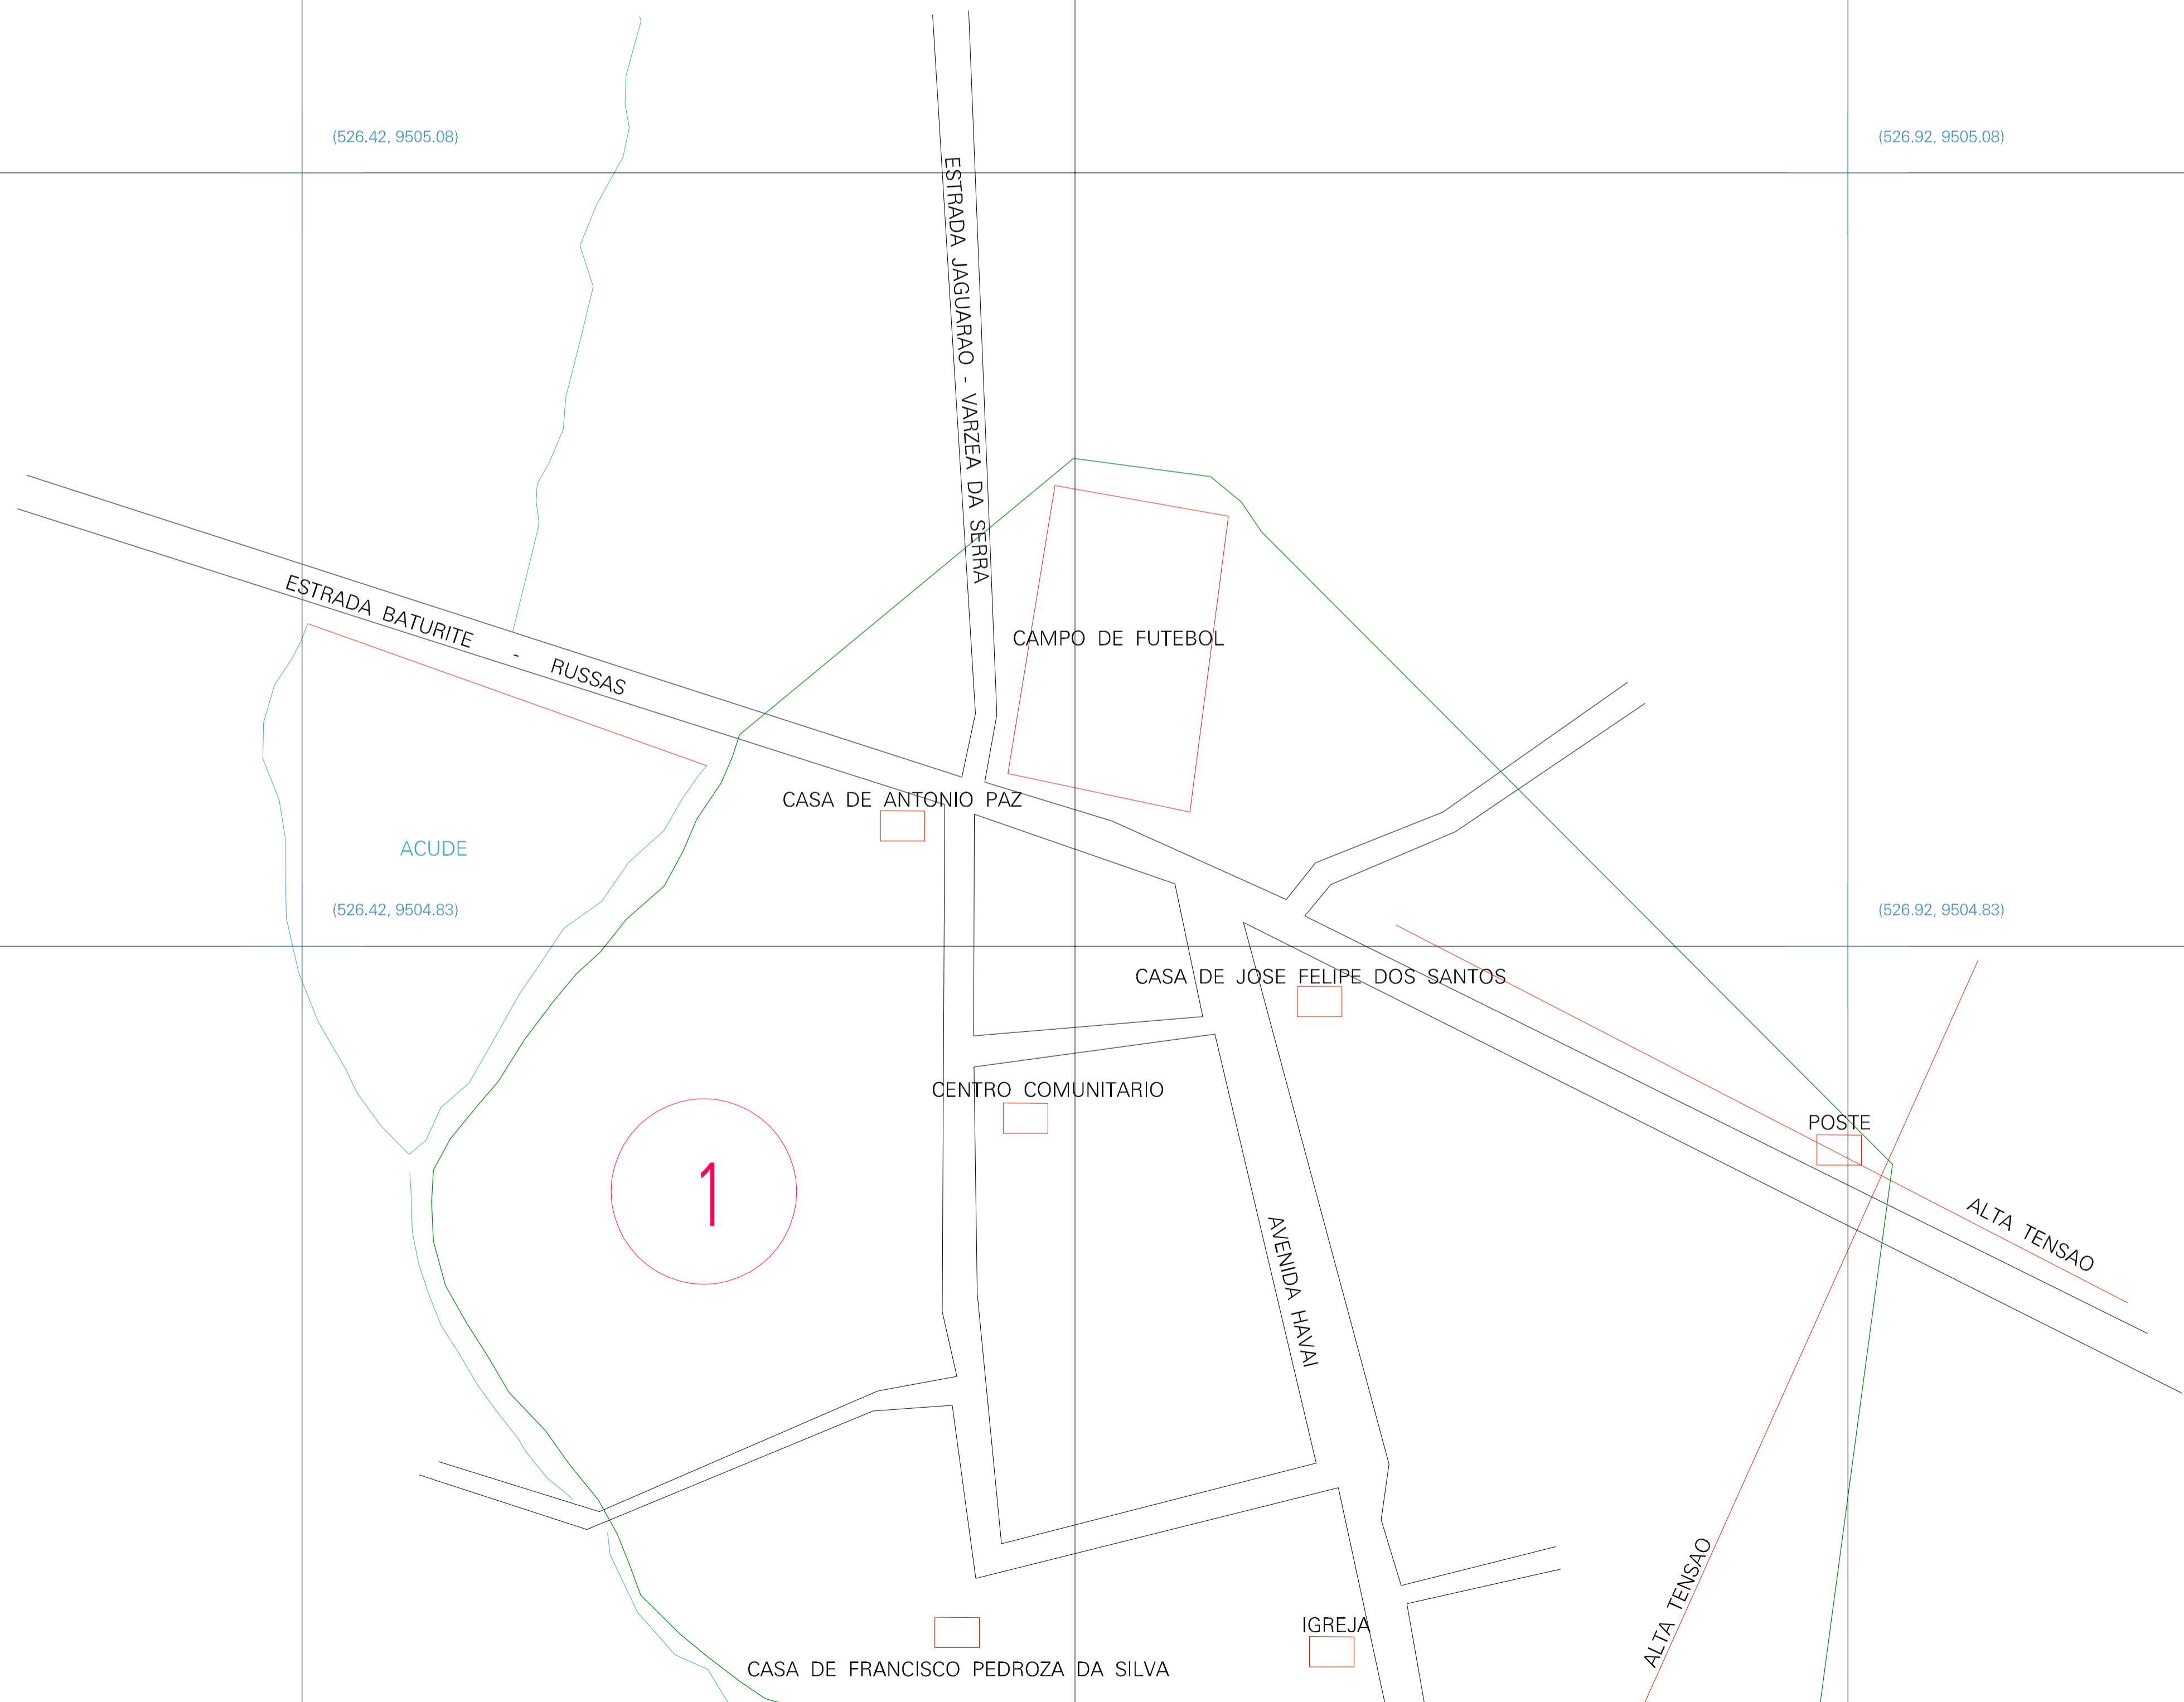 (526.42, 9505.08)
(526.92, 9505.08)
ESTRADA JAGUARAO - VARZEA DA SERRA
ESTRADA BATURITE - RUSSAS
CAMPO DE FUTEBOL
CASA DE ANTONIO PAZ
ACUDE
(526.42, 9504.83)
(526.92, 9504.83)
CASA DE JOSE FELIPE DOS SANTOS
CENTRO COMUNITARIO
POSTE
1
ALTA TENSAO
AVENIDA HAVAI
ALTA TENSAO
IGREJA
CASA DE FRANCISCO PEDROZA DA SILVA